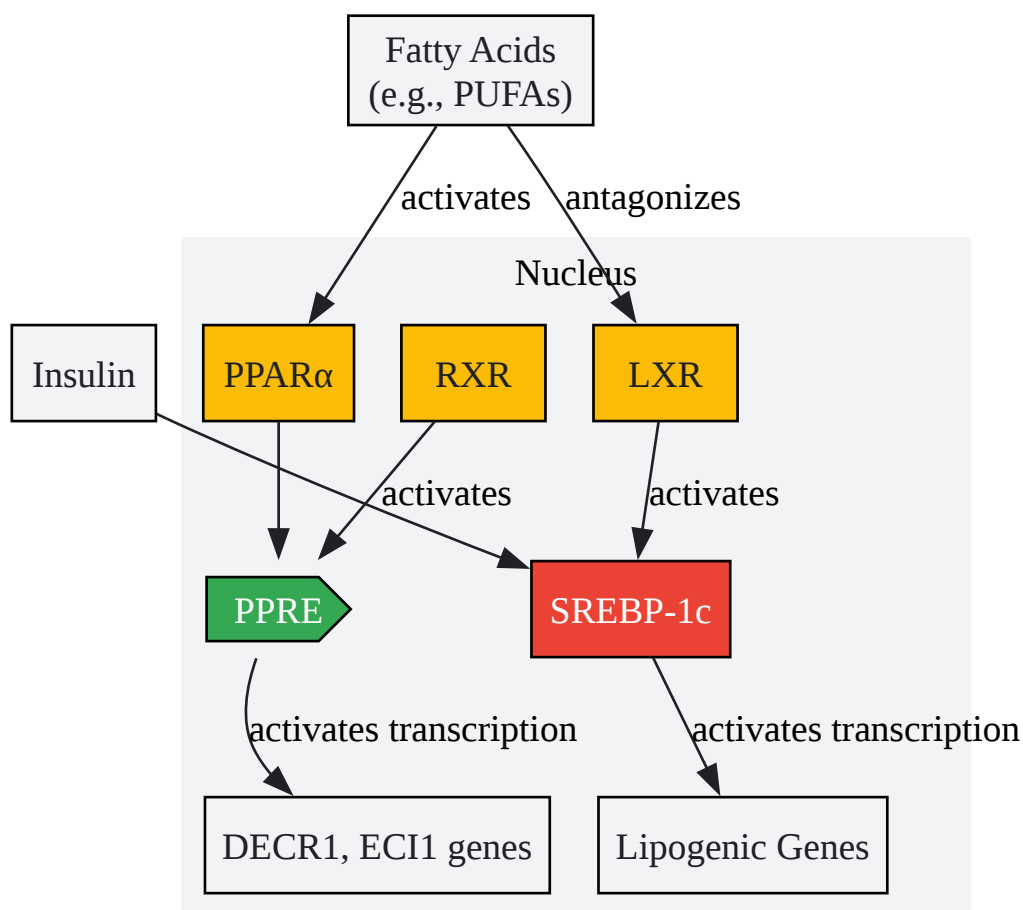 Fatty Acids
(e.g., PUFAs)
activates
antagonizes
Nucleus
Insulin
PPARα
RXR
LXR
activates
activates
PPRE
SREBP-1c
activates transcription
activates transcription
DECR1, ECI1 genes
Lipogenic Genes